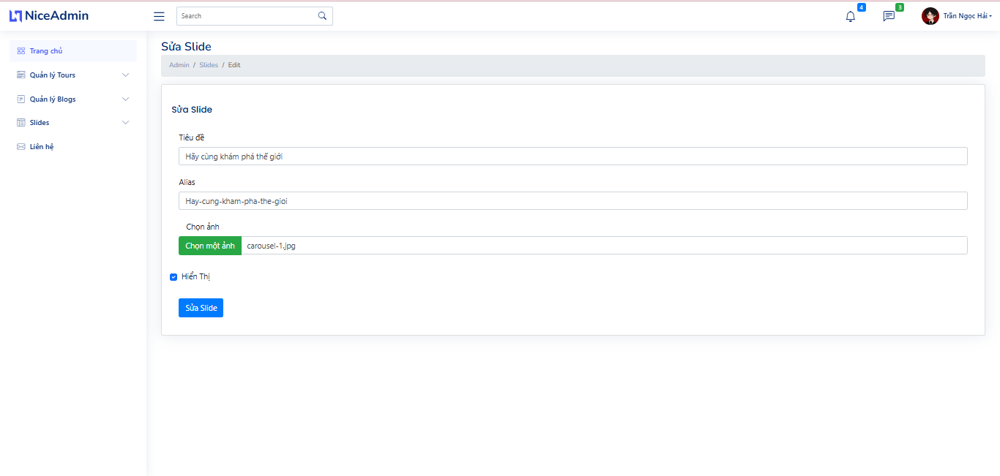 NiceAdmin
Search
4
3
Trần Ngọc Hải
Trang chủ
Quản lý Tours
Quản lý Blogs
Slides
Liên hệ
Sửa Slide
Admin / Slides / Edit
Sửa Slide
Tiêu đề
Hãy cùng khám phá thế giới
Alias
Hay-cung-kham-pha-the-gioi
Chọn ảnh
Chọn một ảnh carousel-1.jpg
Hiển Thị
Sửa Slide